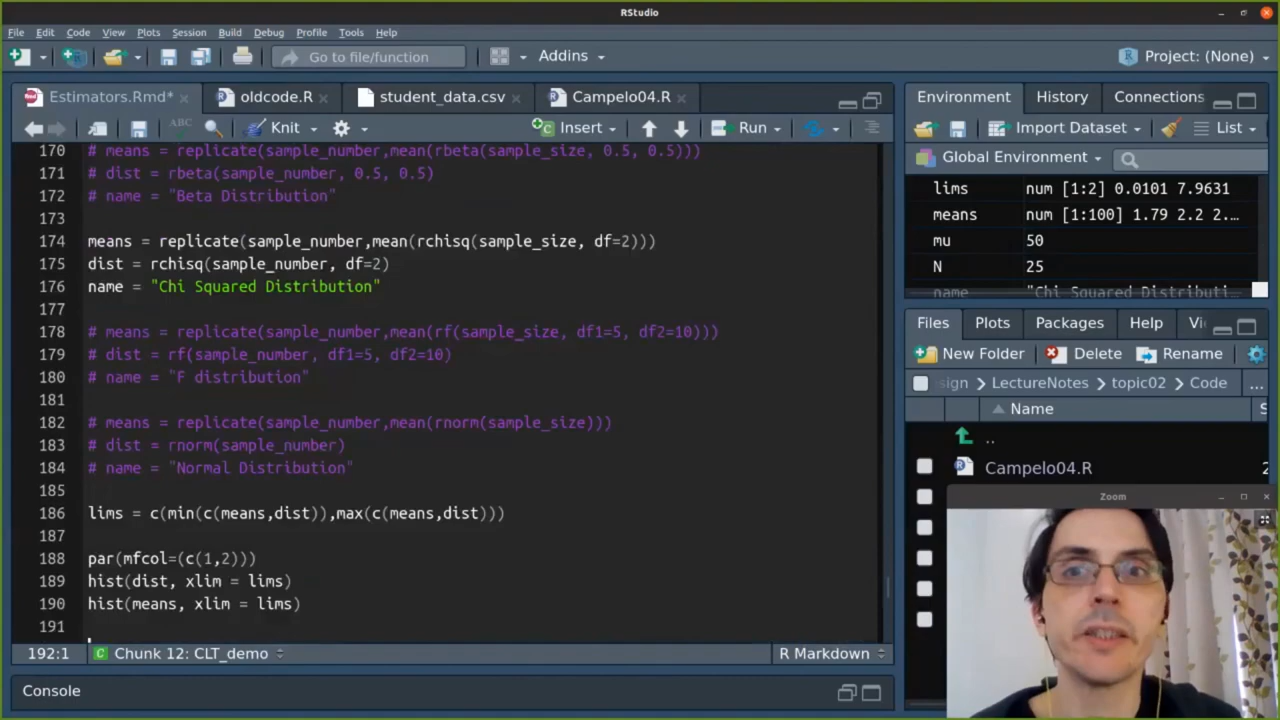 RStudio
File Edit Code View Plots Session Build Debug Profile Tools Help
Go to file/function Addins Project: (None)
Estimators.Rmd* oldcode.R student_data.csv Campelo04.R
ABC Knit Insert Run
170 # means = replicate(sample_number,mean(rbeta(sample_size, 0.5, 0.5)))
171 # dist = rbeta(sample_number, 0.5, 0.5)
172 # name = "Beta Distribution"
173
174 means = replicate(sample_number,mean(rchisq(sample_size, df=2)))
175 dist = rchisq(sample_number, df=2)
176 name = "Chi Squared Distribution"
177
178 # means = replicate(sample_number,mean(rf(sample_size, df1=5, df2=10)))
179 # dist = rf(sample_number, df1=5, df2=10)
180 # name = "F distribution"
181
182 # means = replicate(sample_number,mean(rnorm(sample_size)))
183 # dist = rnorm(sample_number)
184 # name = "Normal Distribution"
185
186 lims = c(min(c(means,dist)),max(c(means,dist)))
187
188 par(mfcol=(c(1,2)))
189 hist(dist, xlim = lims)
190 hist(means, xlim = lims)
191
192:1 Chunk 12: CLT_demo R Markdown
Console
Environment History Connections
Import Dataset List
Global Environment
lims num [1:2] 0.0101 7.9631
means num [1:100] 1.79 2.2 2....
mu 50
N 25
name "Chi Squared Distributi...
Files Plots Packages Help Vi
New Folder Delete Rename
sign > LectureNotes > topic02 > Code ...
Name S
..
Campelo04.R 2
Zoom